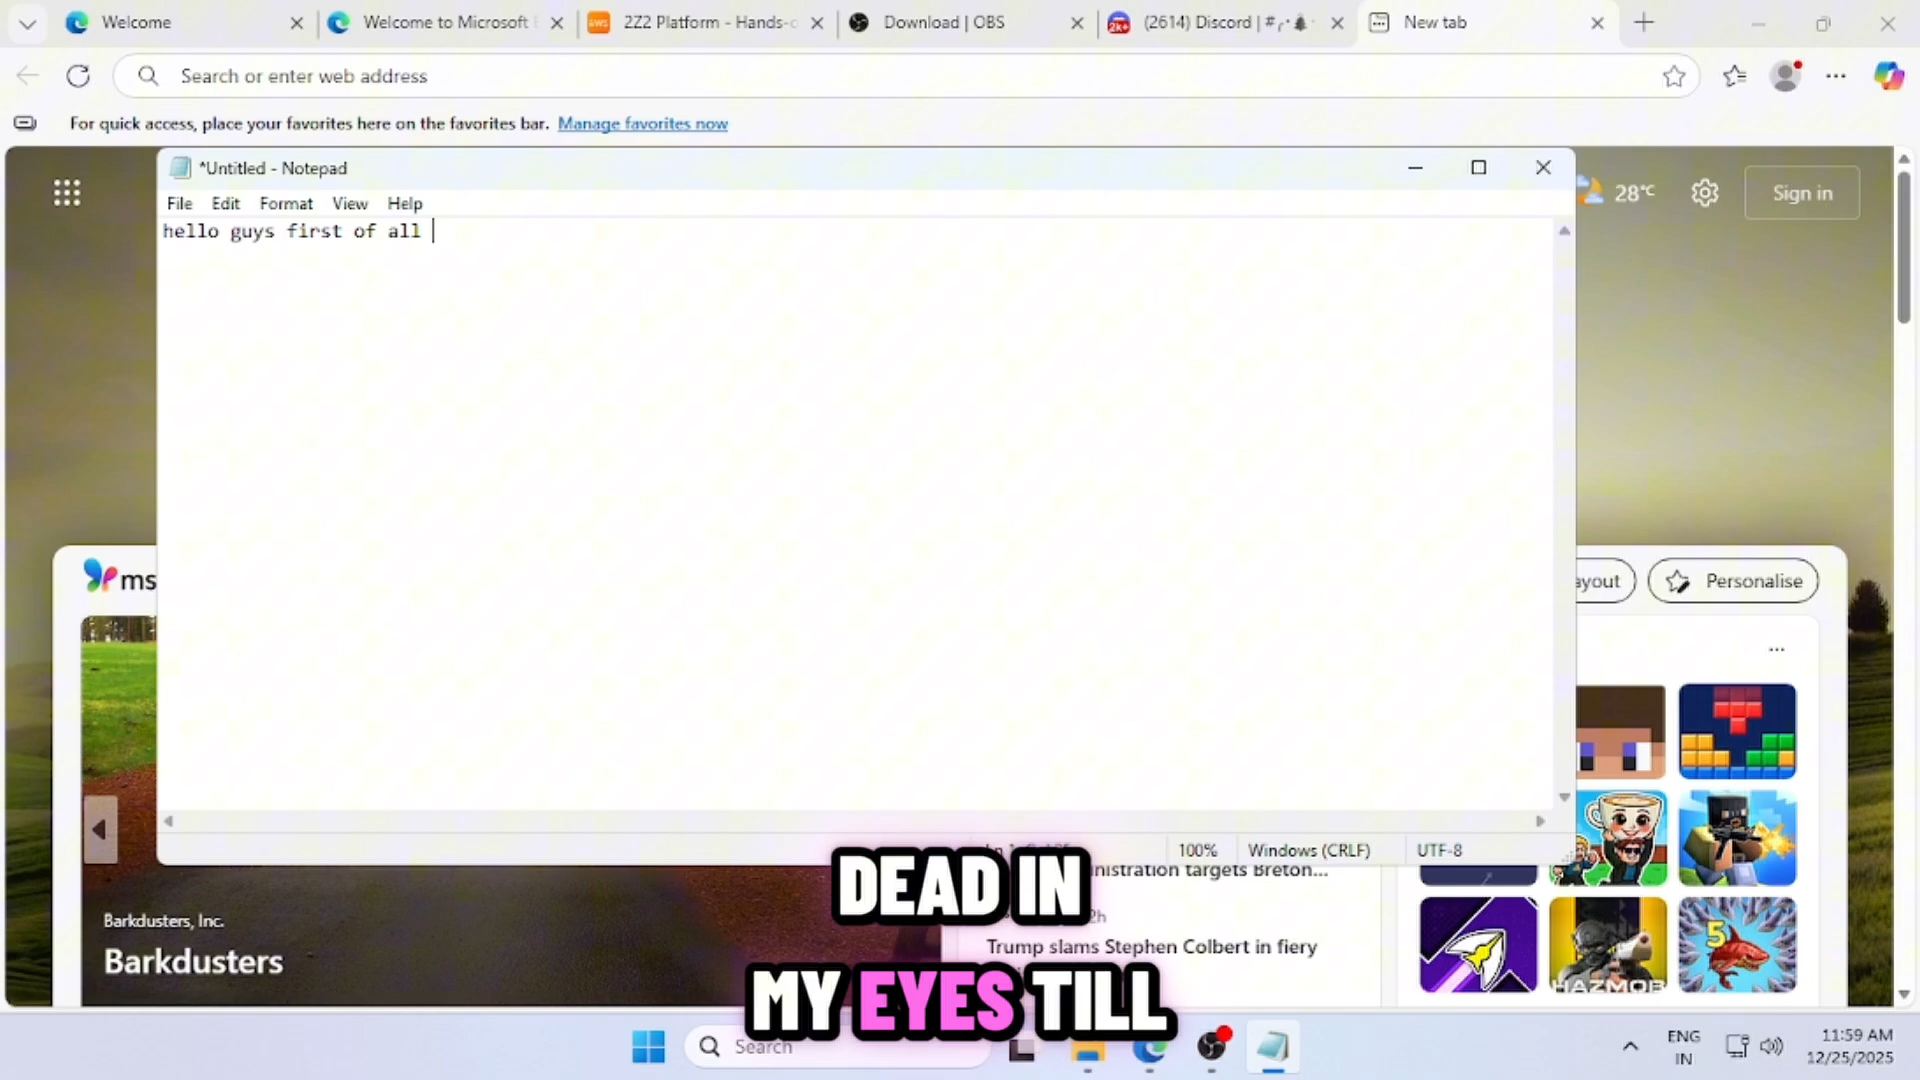 Welcome
Welcome to Microsoft E
aws
2Z2 Platform - Hands-o
Download | OBS
2k+
(2614) Discord | #
New tab
Search or enter web address
For quick access, place your favorites here on the favorites bar. Manage favorites now
*Untitled - Notepad
File Edit Format View Help
hello guys first of all
28°C
Sign in
ms
ayout
Personalise
100%
Windows (CRLF)
UTF-8
DEAD IN
MY EYES TILL
nistration targets Breton...
2h
Trump slams Stephen Colbert in fiery
Barkdusters, Inc.
Barkdusters
5
HAZMOB
Search
ENG
IN
11:59 AM
12/25/2025